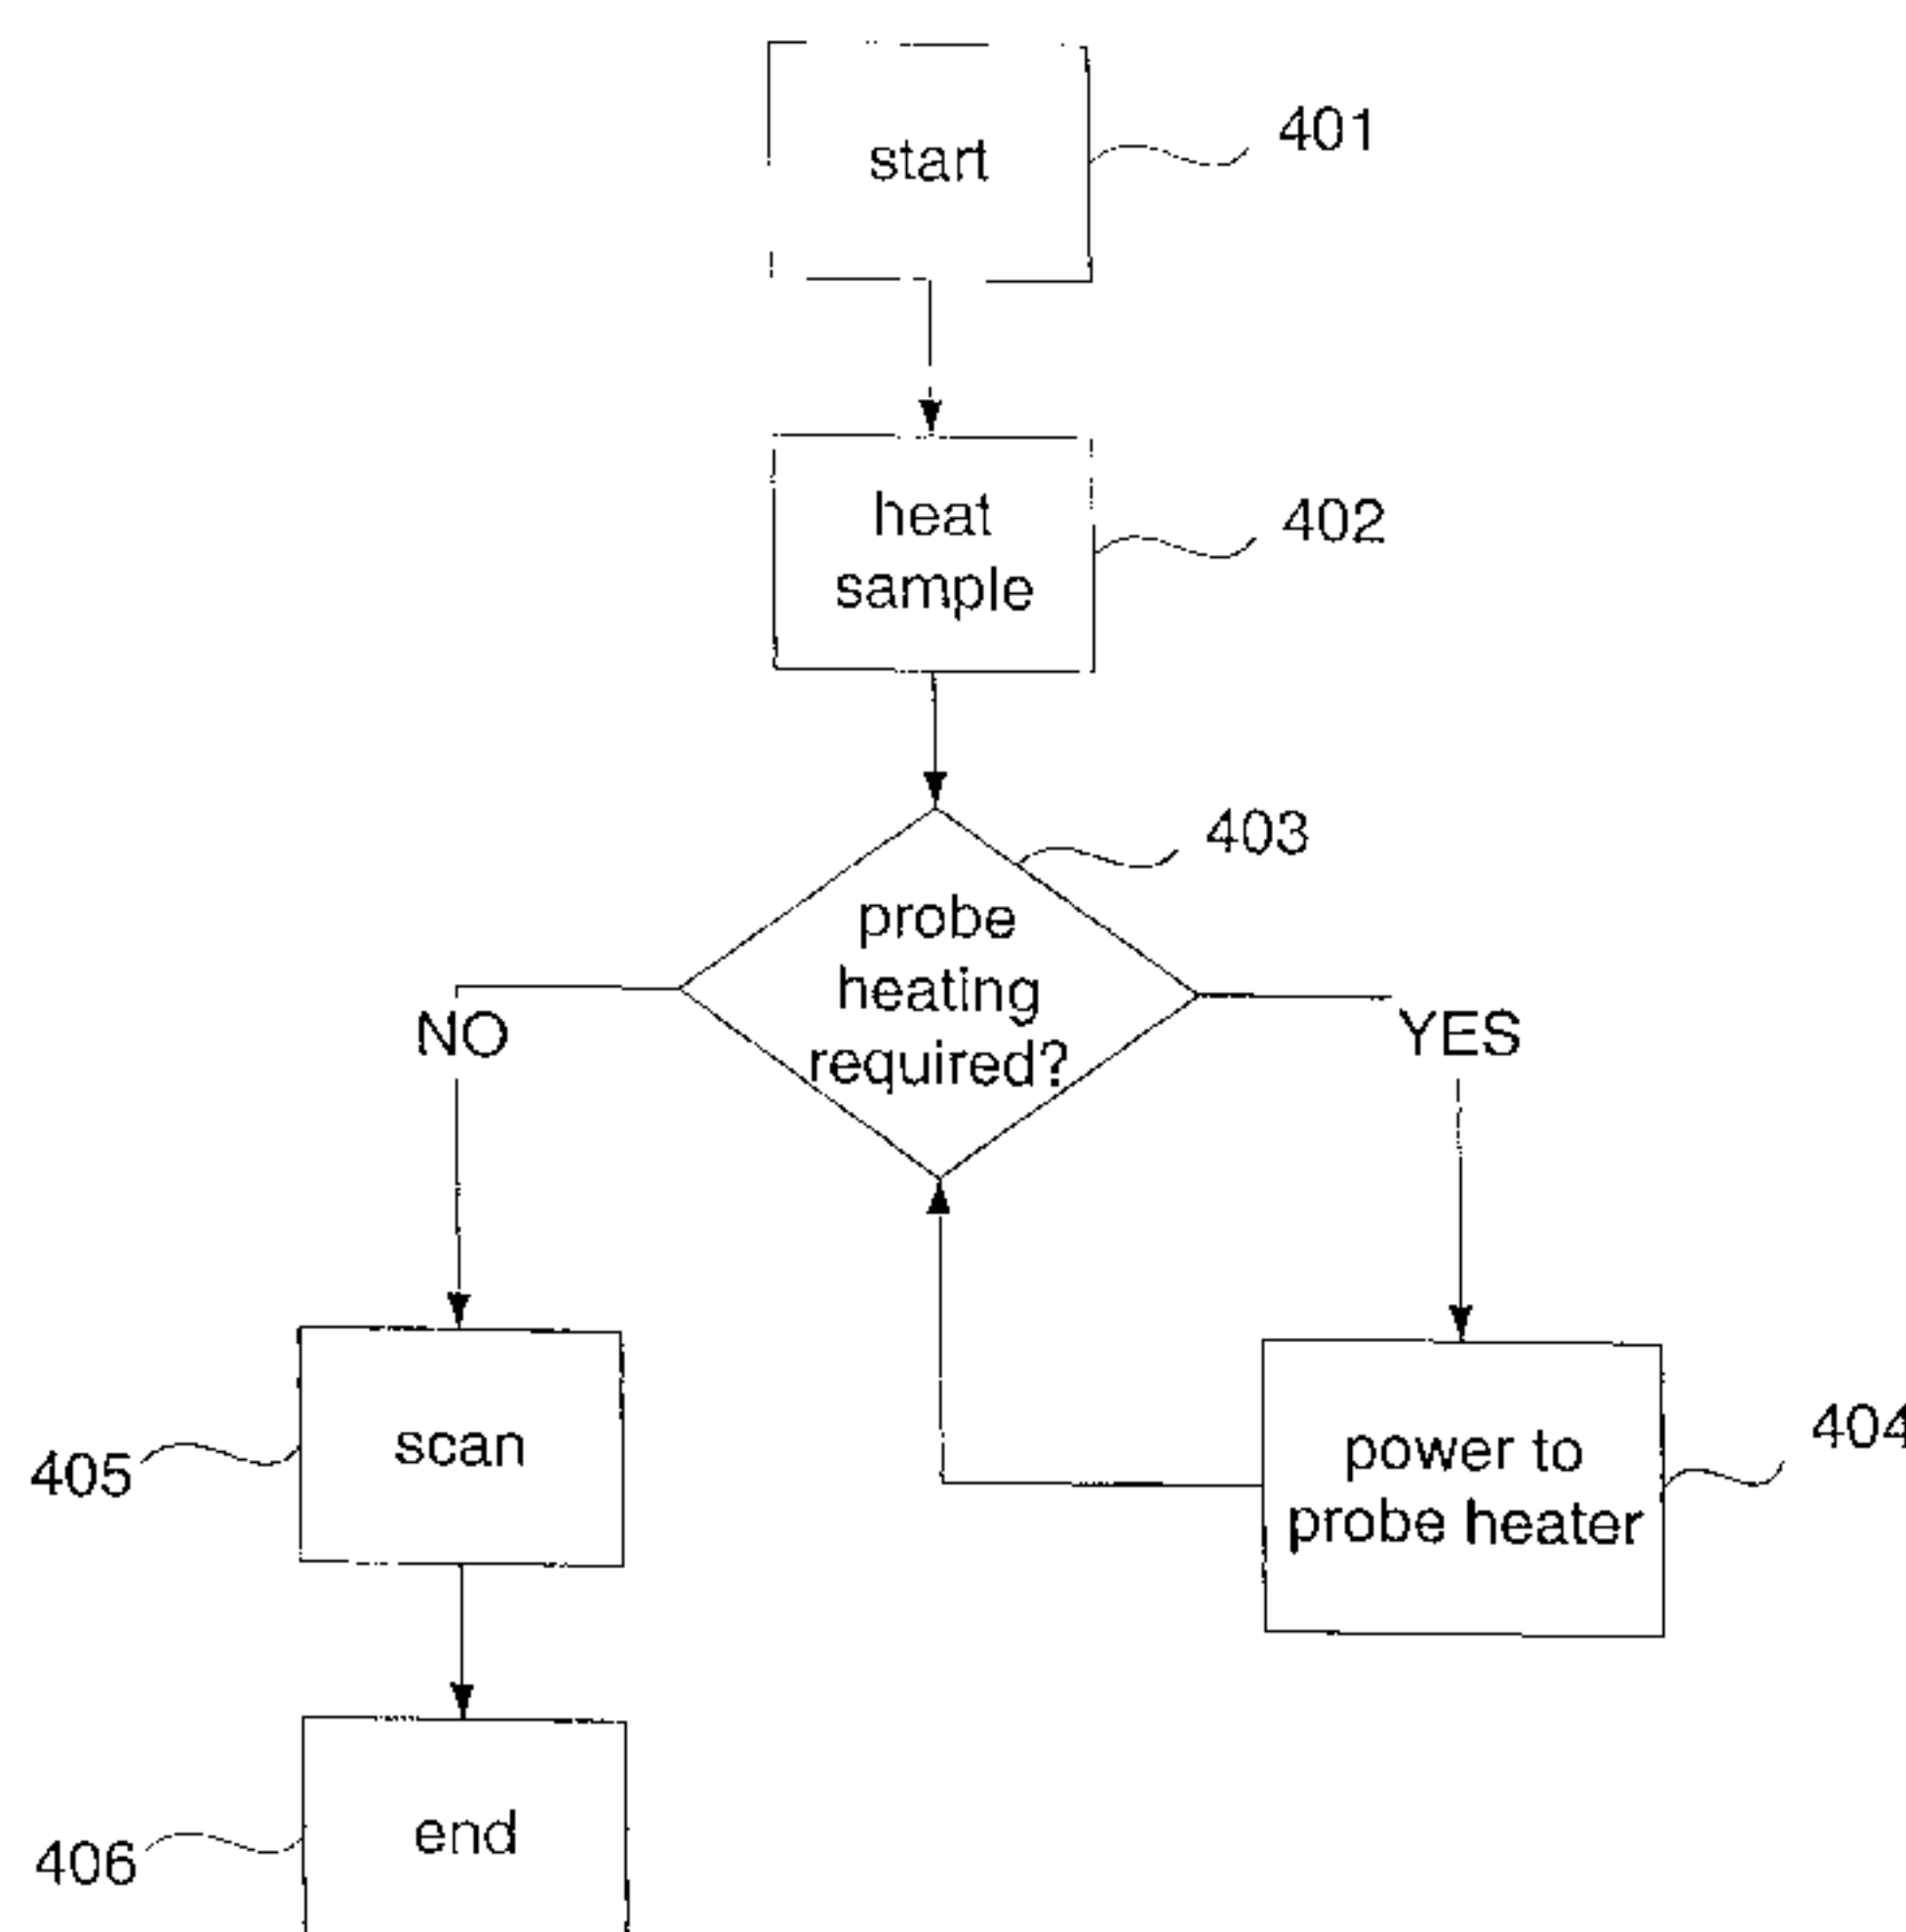 start
401
heat
sample
402
403
probe
heating
required?
NO
YES
405
scan
power to
probe heater
404
406
end